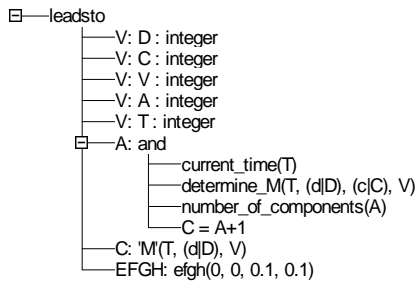 leadsto
V: D : integer
V: C : integer
V: V : integer
V: A : integer
V: T : integer
A: and
current_time(T)
determine_M(T, (d|D), (c|C), V)
number_of_components(A)
C = A+1
C: 'M'(T, (d|D), V)
EFGH: efgh(0, 0, 0.1, 0.1)